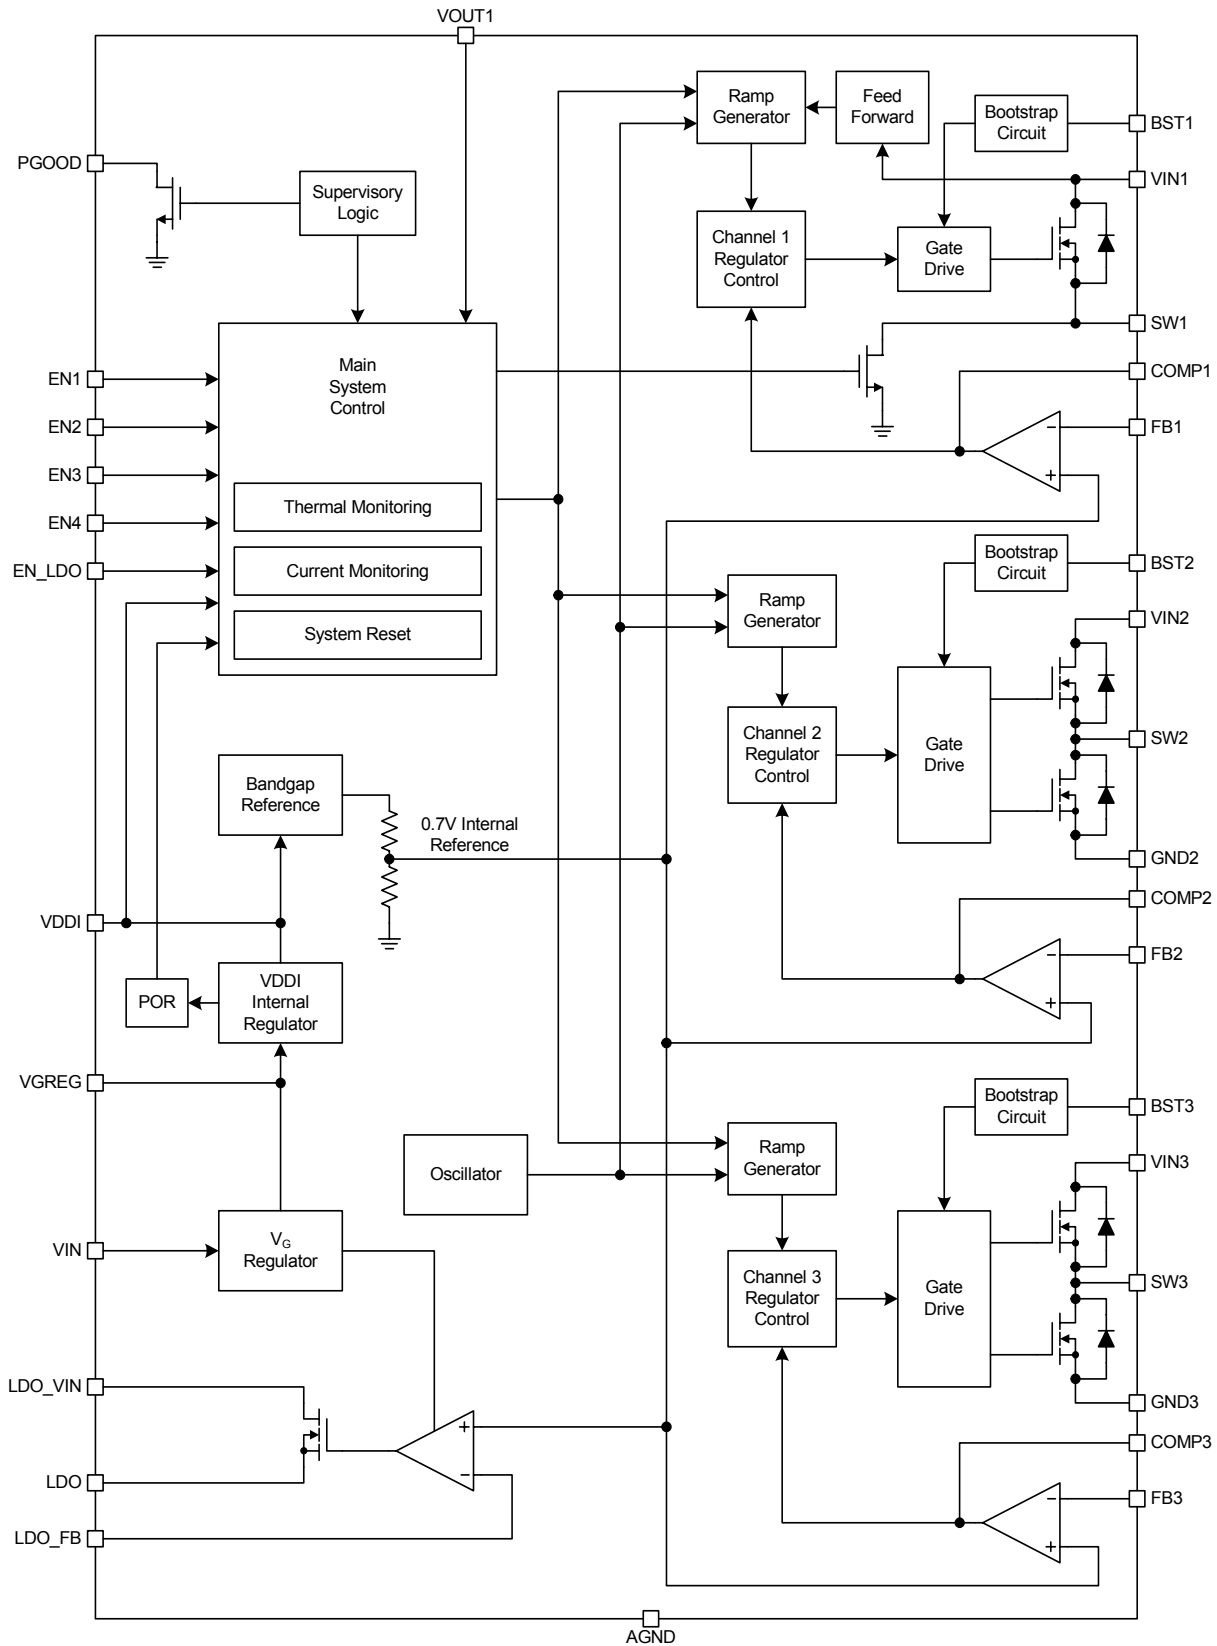 VOUT1
Ramp
Generator
Feed
Forward
Bootstrap
Circuit
BST1
PGOOD
VIN1
Supervisory
Logic
Channel 1
Regulator
Control
Gate
Drive
SW1
Main
System
Control
COMP1
EN1
EN2
FB1
-
+
EN3
Thermal Monitoring
EN4
EN_LDO
Current Monitoring
Bootstrap
Circuit
BST2
Ramp
Generator
VIN2
System Reset
Channel 2
Regulator
Control
Gate
Drive
SW2
Bandgap
Reference
0.7V Internal
Reference
GND2
COMP2
VDDI
FB2
-
+
POR
VDDI
Internal
Regulator
VGREG
Bootstrap
Circuit
BST3
Oscillator
Ramp
Generator
VIN3
VIN
VG
Regulator
Channel 3
Regulator
Control
Gate
Drive
SW3
LDO_VIN
GND3
+
-
COMP3
LDO
FB3
-
+
LDO_FB
AGND